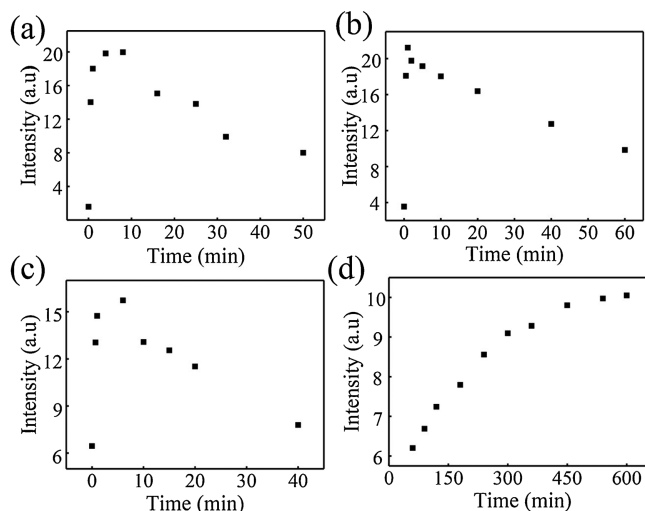 (a)
20
16
12
8
4
Intensity (a.u)
0 10 20 30 40 50
Time (min)
(b)
20
16
12
8
4
Intensity (a.u)
0 10 20 30 40 50 60
Time (min)
(c)
15
12
9
6
Intensity (a.u)
0 10 20 30 40
Time (min)
(d)
10
9
8
7
6
Intensity (a.u)
0 150 300 450 600
Time (min)